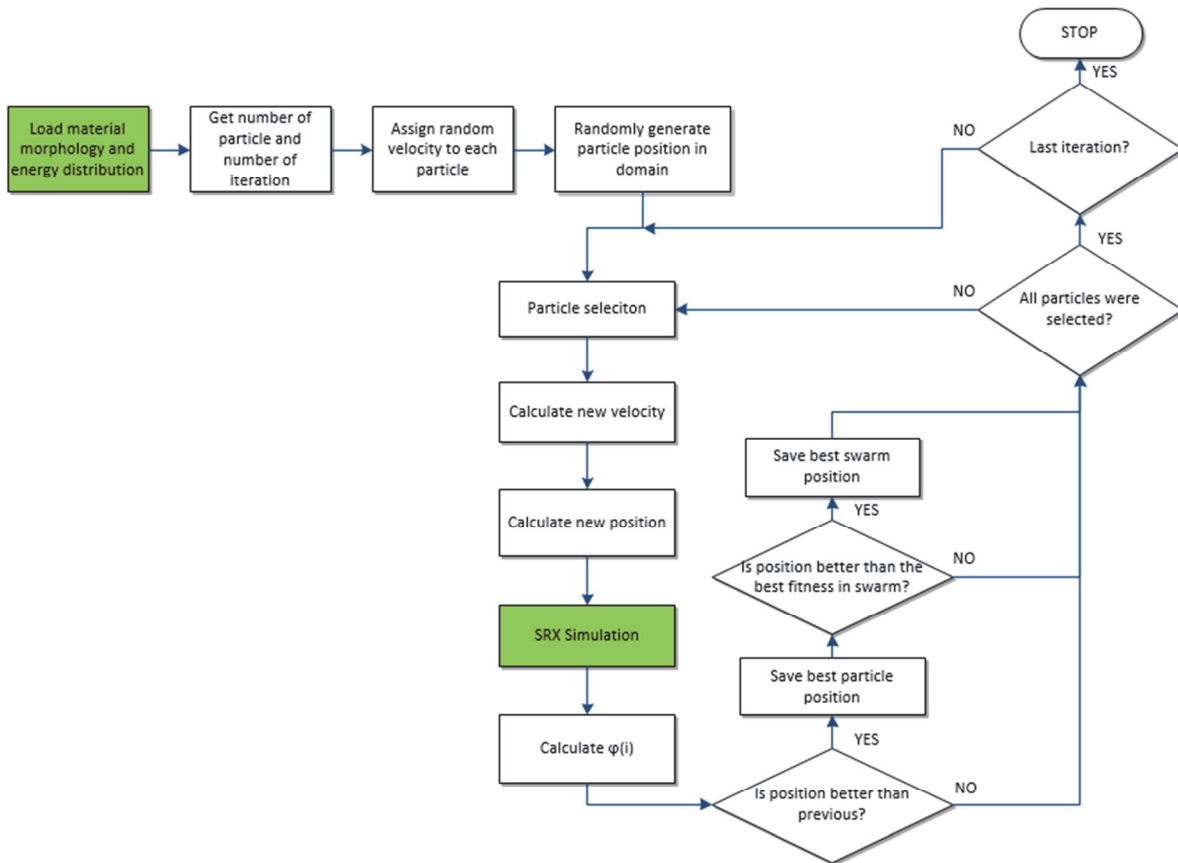 STOP
YES
Load material
morphology and
energy distribution
Get number of
particle and
number of
iteration
Assign random
velocity to each
particle
Randomly generate
particle position in
domain
NO
Last iteration?
YES
Particle seleciton
NO
All particles were
selected?
Calculate new velocity
Save best swarm
position
Calculate new position
YES
Is position better than the
best fitness in swarm?
NO
SRX Simulation
Save best particle
position
Calculate φ(i)
YES
Is position better than
previous?
NO